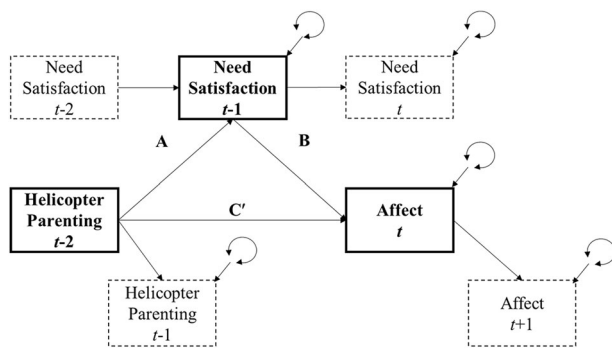 Need
Satisfaction
t-2
Need
Satisfaction
t-1
Need
Satisfaction
t
A
B
Helicopter
Parenting
t-2
C′
Affect
t
Helicopter
Parenting
t-1
Affect
t+1